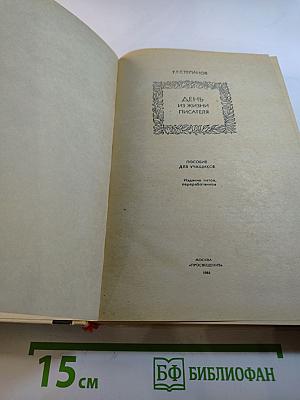 ДЕНЬ
ИЗ ЖИЗНИ
ПИСАТЕЛЯ
ПОСОБИЕ
ДЛЯ УЧАЩИХСЯ
Издание пятое,
переработанное
МОСКВА
«ПРОСВЕЩЕНИЕ»
15 см
БФ БИБЛИОФАН